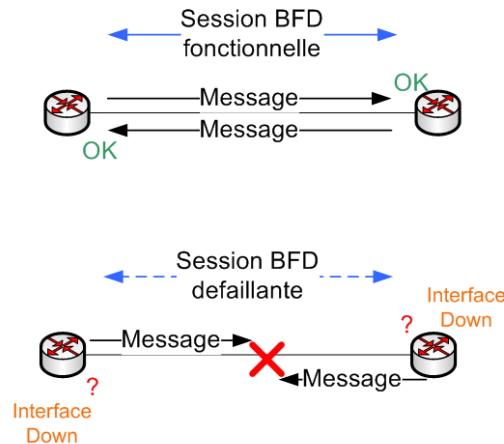 Session BFD
fonctionnelle
OK
Message
Message
OK
Session BFD
defaillante
Interface
Down
?
Message
Message
?
Interface
Down